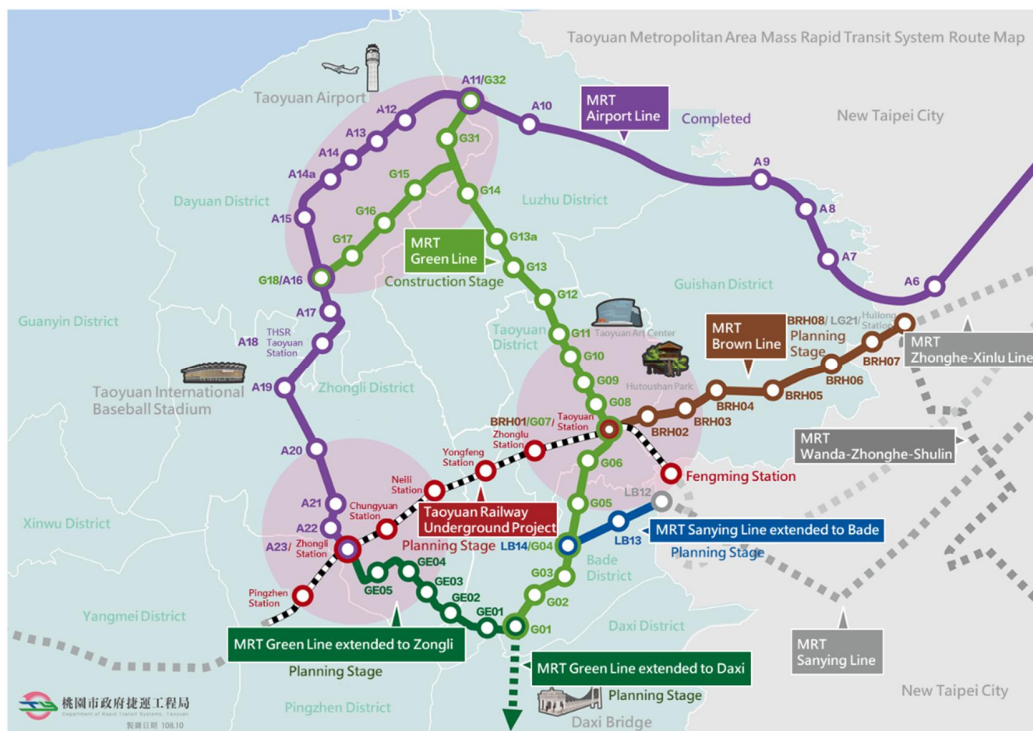 Taoyuan Metropolitan Area Mass Rapid Transit System Route Map
Taoyuan Airport
A11/G32
A12
A10
MRT
Airport Line
Completed
New Taipei City
A13
A14
G31
A14a
G15
G14
A9
Dayuan District
Luzhu District
A15
G16
A8
G17
G13a
MRT
Green Line
Construction Stage
G13
A7
G18/A16
G12
Guishan District
A6
A17
Guanyin District
A18
THSR
Taoyuan
Station
Taoyuan
District
G11
Taoyuan Art Center
BRH08/ LG21/
Huilong
Station
Planning
Stage
MRT
Brown Line
MRT
Zhonghe-Xinlu Line
G10
BRH07
Hutoushan Park
BRH06
Taoyuan International
Baseball Stadium
A19
Zhongli District
G09
G08
BRH05
BRH04
BRH03
BRH02
BRH01/G07/
Taoyuan
Station
Zhonglu
Station
Yongfeng
Station
MRT
Wanda-Zhonghe-Shulin
A20
G06
Fengming Station
Neili
Station
LB12
A21
Chungyuan
Station
G05
Taoyuan Railway
Underground Project
Planning Stage
MRT Sanying Line extended to Bade
Planning Stage
LB13
Xinwu District
A22
A23/
Zhongli
Station
LB14/G04
Bade
District
GE04
G03
GE05
GE03
Pingzhen
Station
GE02
G02
Yangmei District
GE01
G01
Daxi District
MRT Green Line extended to Zongli
Planning Stage
MRT
Sanying Line
MRT Green Line extended to Daxi
Planning Stage
New Taipei City
Pingzhen District
Daxi Bridge
桃園市政府捷運工程局
Department of Rapid Transit Systems, Taoyuan
製圖日期 108.10